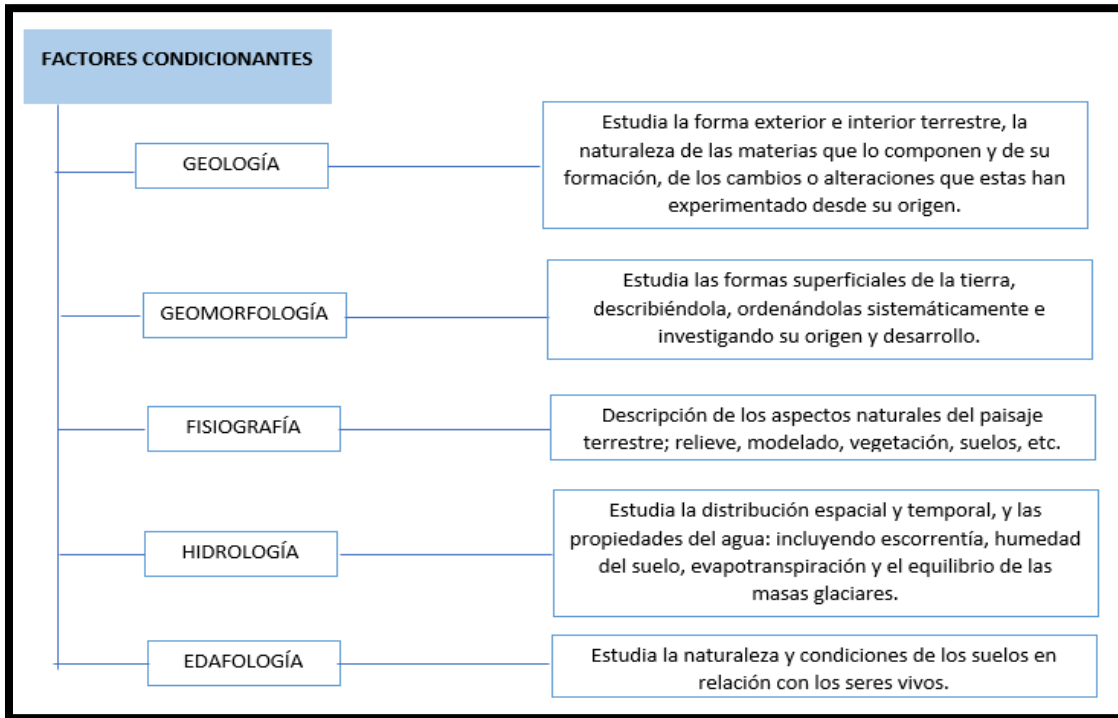 FACTORES CONDICIONANTES
GEOLOGÍA
Estudia la forma exterior e interior terrestre, la
naturaleza de las materias que lo componen y de su
formación, de los cambios o alteraciones que estas han
experimentado desde su origen.
GEOMORFOLOGÍA
Estudia las formas superficiales de la tierra,
describiéndola, ordenándolas sistemáticamente e
investigando su origen y desarrollo.
FISIOGRAFÍA
Descripción de los aspectos naturales del paisaje
terrestre; relieve, modelado, vegetación, suelos, etc.
HIDROLOGÍA
Estudia la distribución espacial y temporal, y las
propiedades del agua: incluyendo escorrentía, humedad
del suelo, evapotranspiración y el equilibrio de las
masas glaciares.
EDAFOLOGÍA
Estudia la naturaleza y condiciones de los suelos en
relación con los seres vivos.